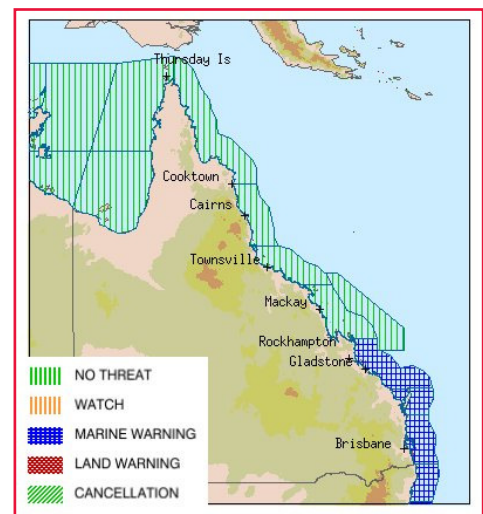 Thursday Is
Cooktown
Cairns
Townsville
Mackay
Rockhampton
Gladstone
Brisbane
NO THREAT
WATCH
MARINE WARNING
LAND WARNING
CANCELLATION